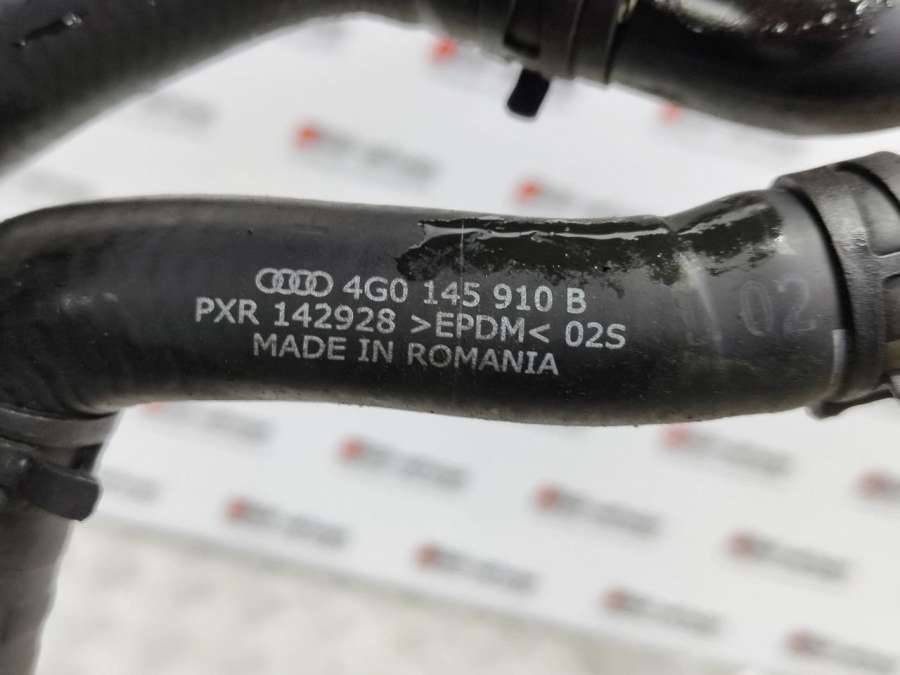 4G0 145 910 B
PXR 142928 >EPDM< 02S
MADE IN ROMANIA
02